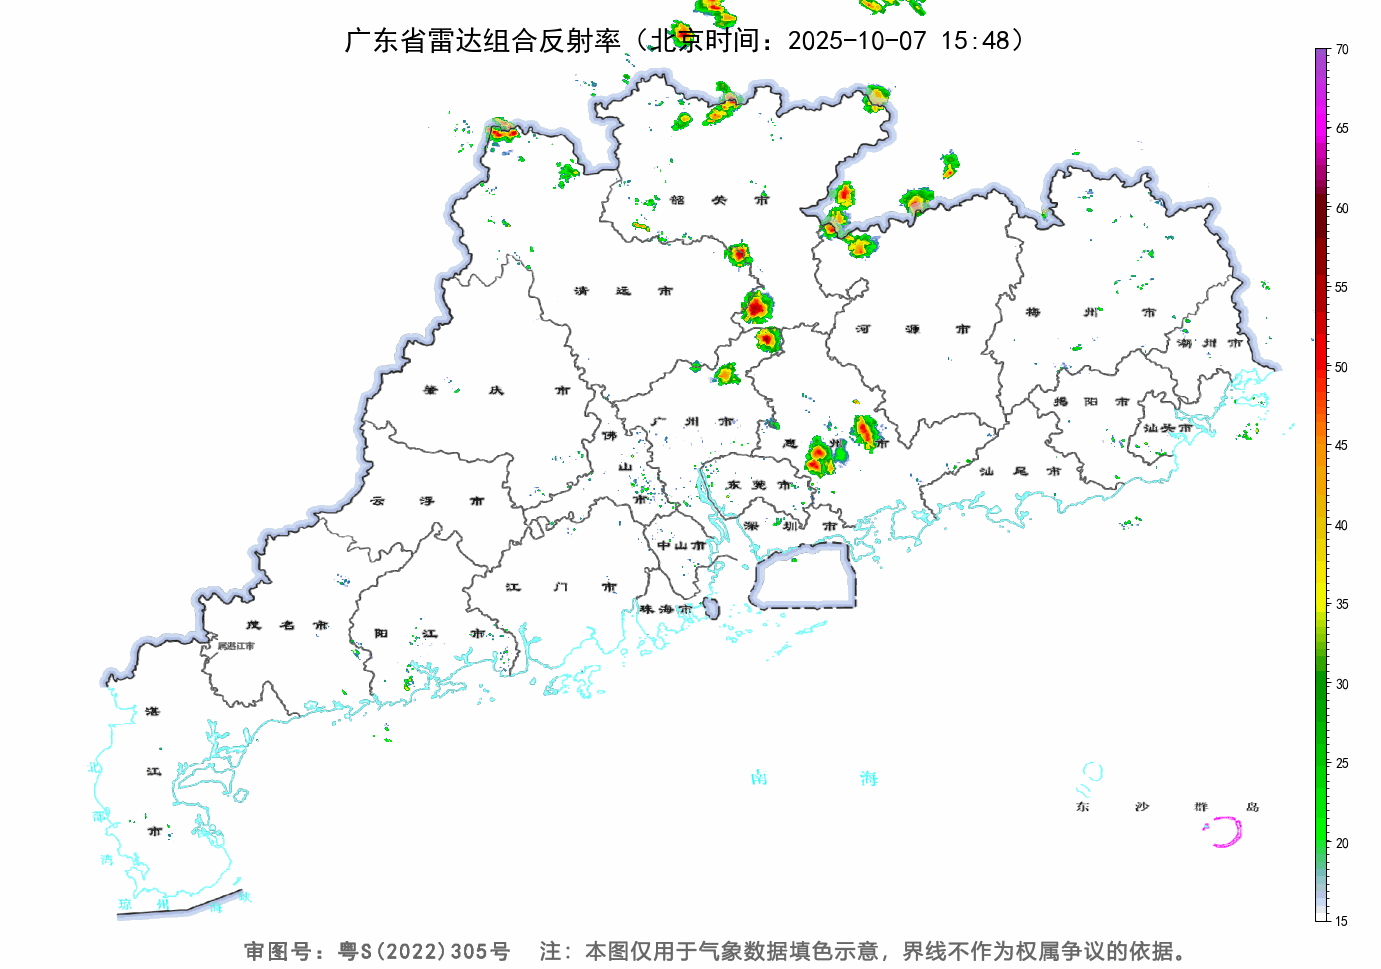 广东省雷达组合反射率（北京时间：2025-10-07 15:48）
70
65
60
55
50
45
40
35
30
25
20
15
韶关市
清远市
河源市
梅州市
潮州市
肇庆市
广州市
佛山市
惠州市
揭阳市
汕头市
汕尾市
云浮市
东莞市
深圳市
中山市
江门市
珠海市
茂名市
阳江市
属湛江市
湛江市
北部湾
琼州海峡
南海
东沙群岛
审图号：粤S(2022)305号 注：本图仅用于气象数据填色示意，界线不作为权属争议的依据。